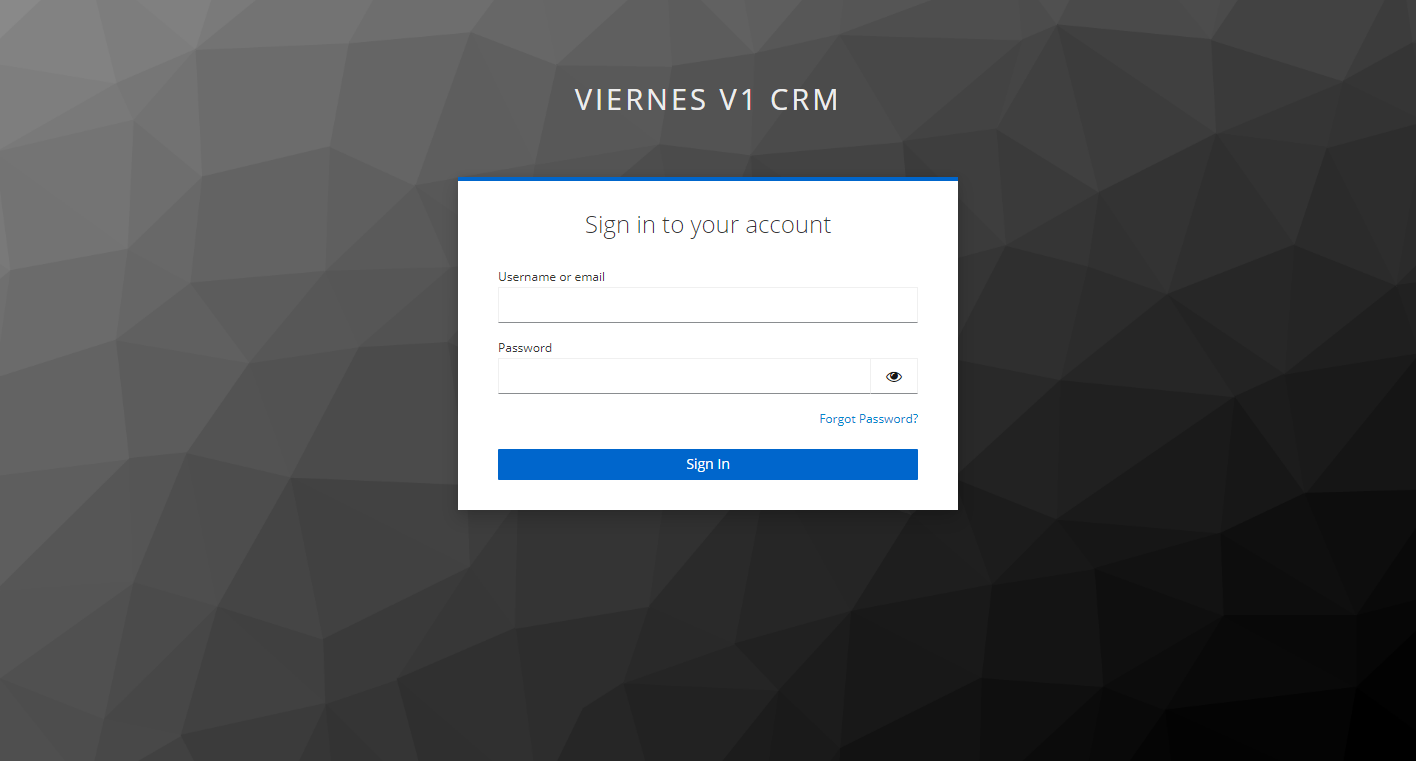 VIERNES V1 CRM
Sign in to your account
Username or email
Password
Forgot Password?
Sign In